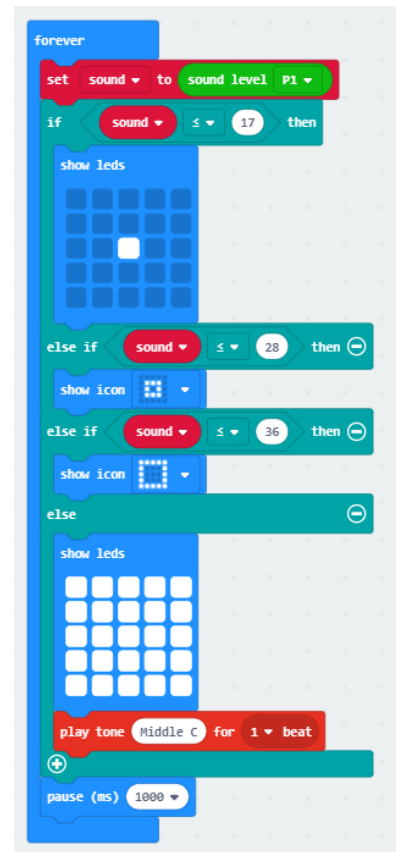 forever
set sound to sound level P1
if sound ≤ 17 then
show leds
else if sound ≤ 28 then
show icon
else if sound ≤ 36 then
show icon
else
show leds
play tone Middle C for 1 beat
pause (ms) 1000